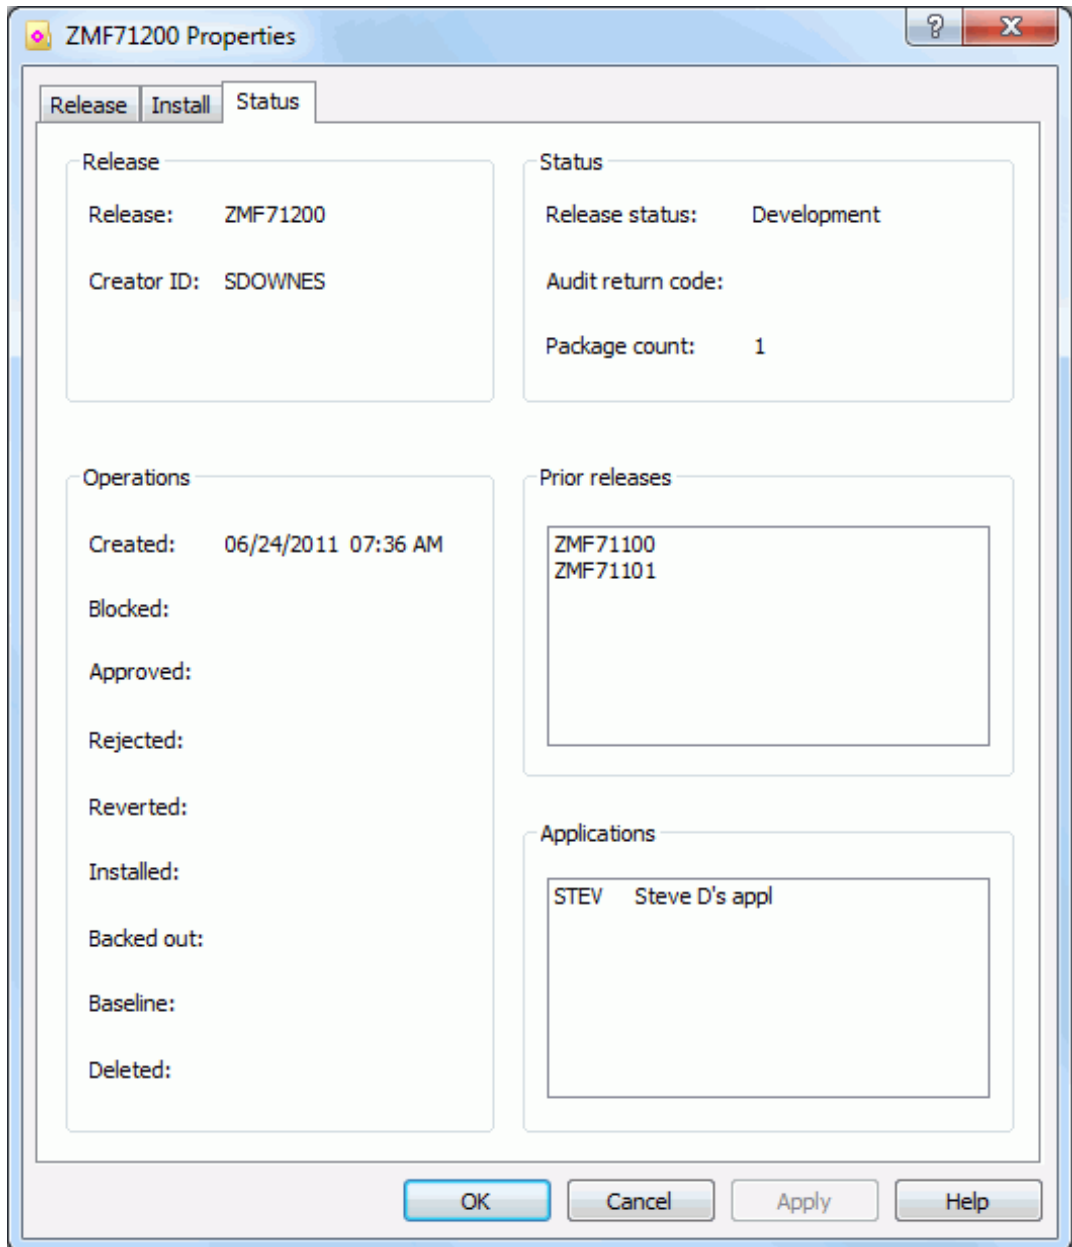 ZMF71200 Properties
Release
Install
Status
Release
Release: ZMF71200
Creator ID: SDOWNES
Status
Release status: Development
Audit return code:
Package count: 1
Operations
Created: 06/24/2011 07:36 AM
Blocked:
Approved:
Rejected:
Reverted:
Installed:
Backed out:
Baseline:
Deleted:
Prior releases
ZMF71100
ZMF71101
Applications
STEV Steve D's appl
OK
Cancel
Apply
Help